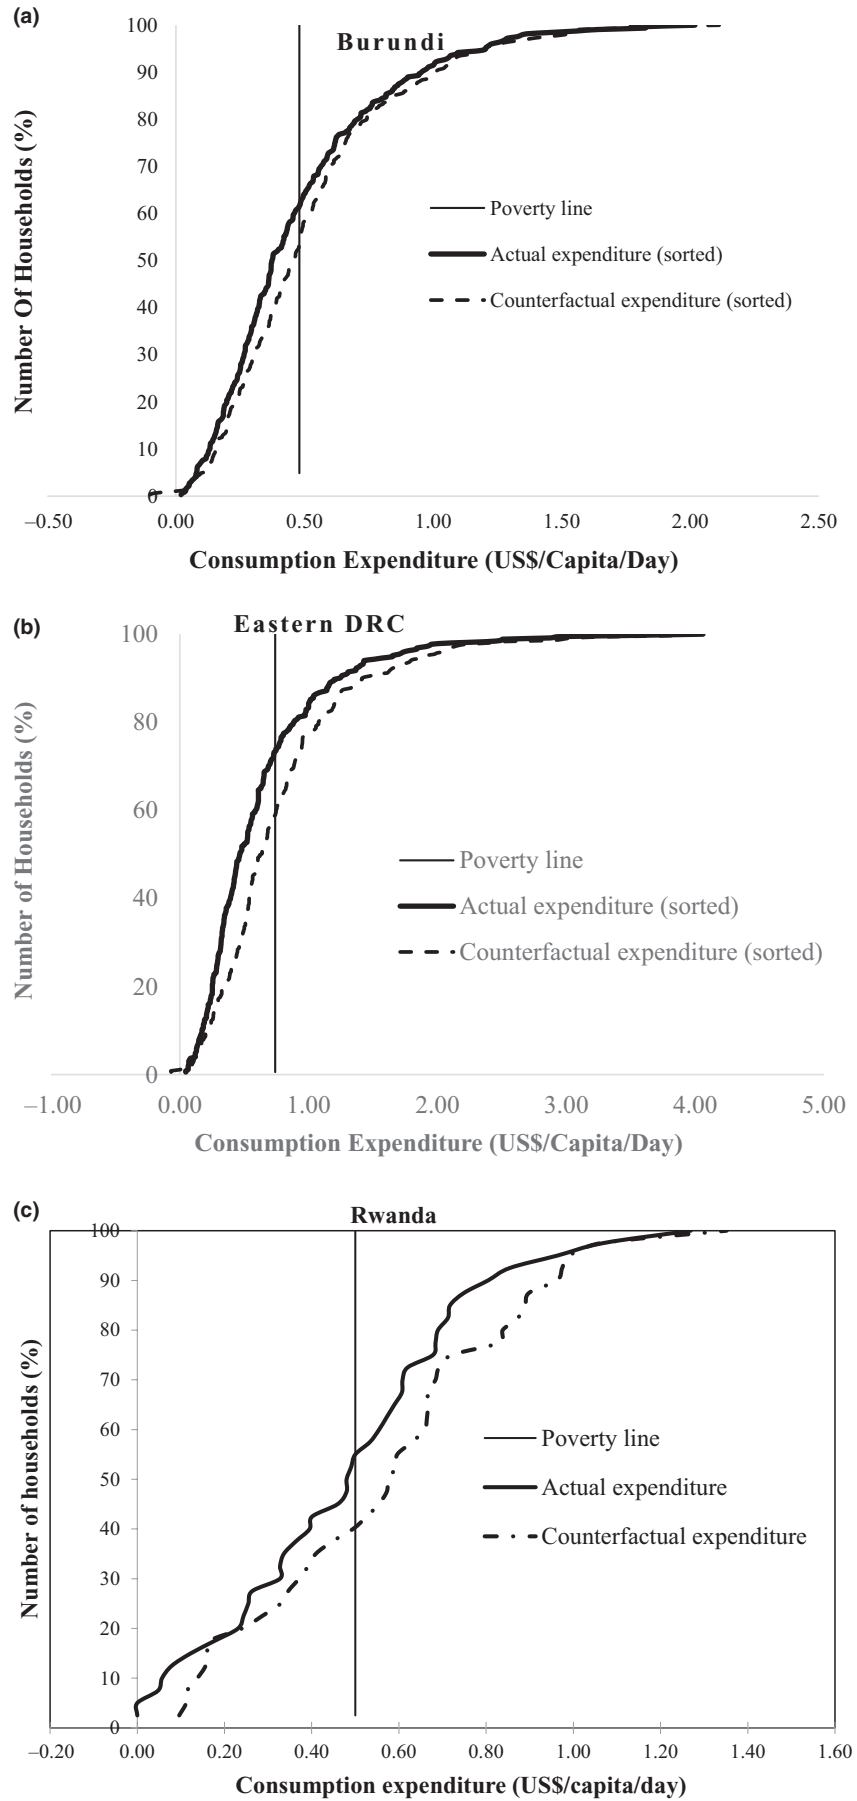 (a)
Burundi
Number Of Households (%)
100
90
80
70
60
50
40
30
20
10
0
Poverty line
Actual expenditure (sorted)
Counterfactual expenditure (sorted)
–0.50 0.00 0.50 1.00 1.50 2.00 2.50
Consumption Expenditure (US$/Capita/Day)
(b)
Eastern DRC
Number of Households (%)
100
80
60
40
20
0
Poverty line
Actual expenditure (sorted)
Counterfactual expenditure (sorted)
–1.00 0.00 1.00 2.00 3.00 4.00 5.00
Consumption Expenditure (US$/Capita/Day)
(c)
Rwanda
Number of households (%)
100
90
80
70
60
50
40
30
20
10
0
Poverty line
Actual expenditure
Counterfactual expenditure
–0.20 0.00 0.20 0.40 0.60 0.80 1.00 1.20 1.40 1.60
Consumption expenditure (US$/capita/day)